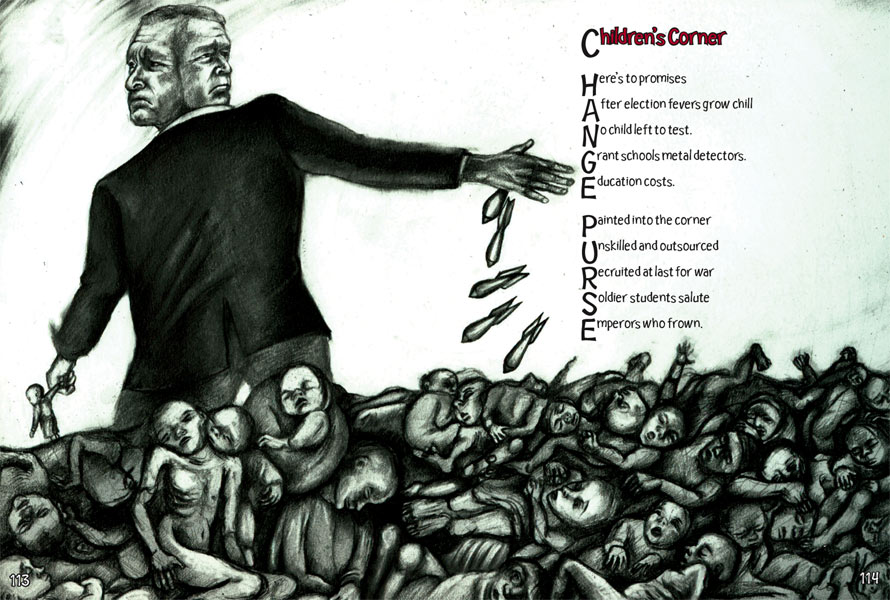 Children's Corner
Here's to promises
After election fevers grow chill
No child left to test.
Grant schools metal detectors.
Education costs.
Painted into the corner
Unskilled and outsourced
Recruited at last for war
Soldier students salute
Emperors who frown.
113
114